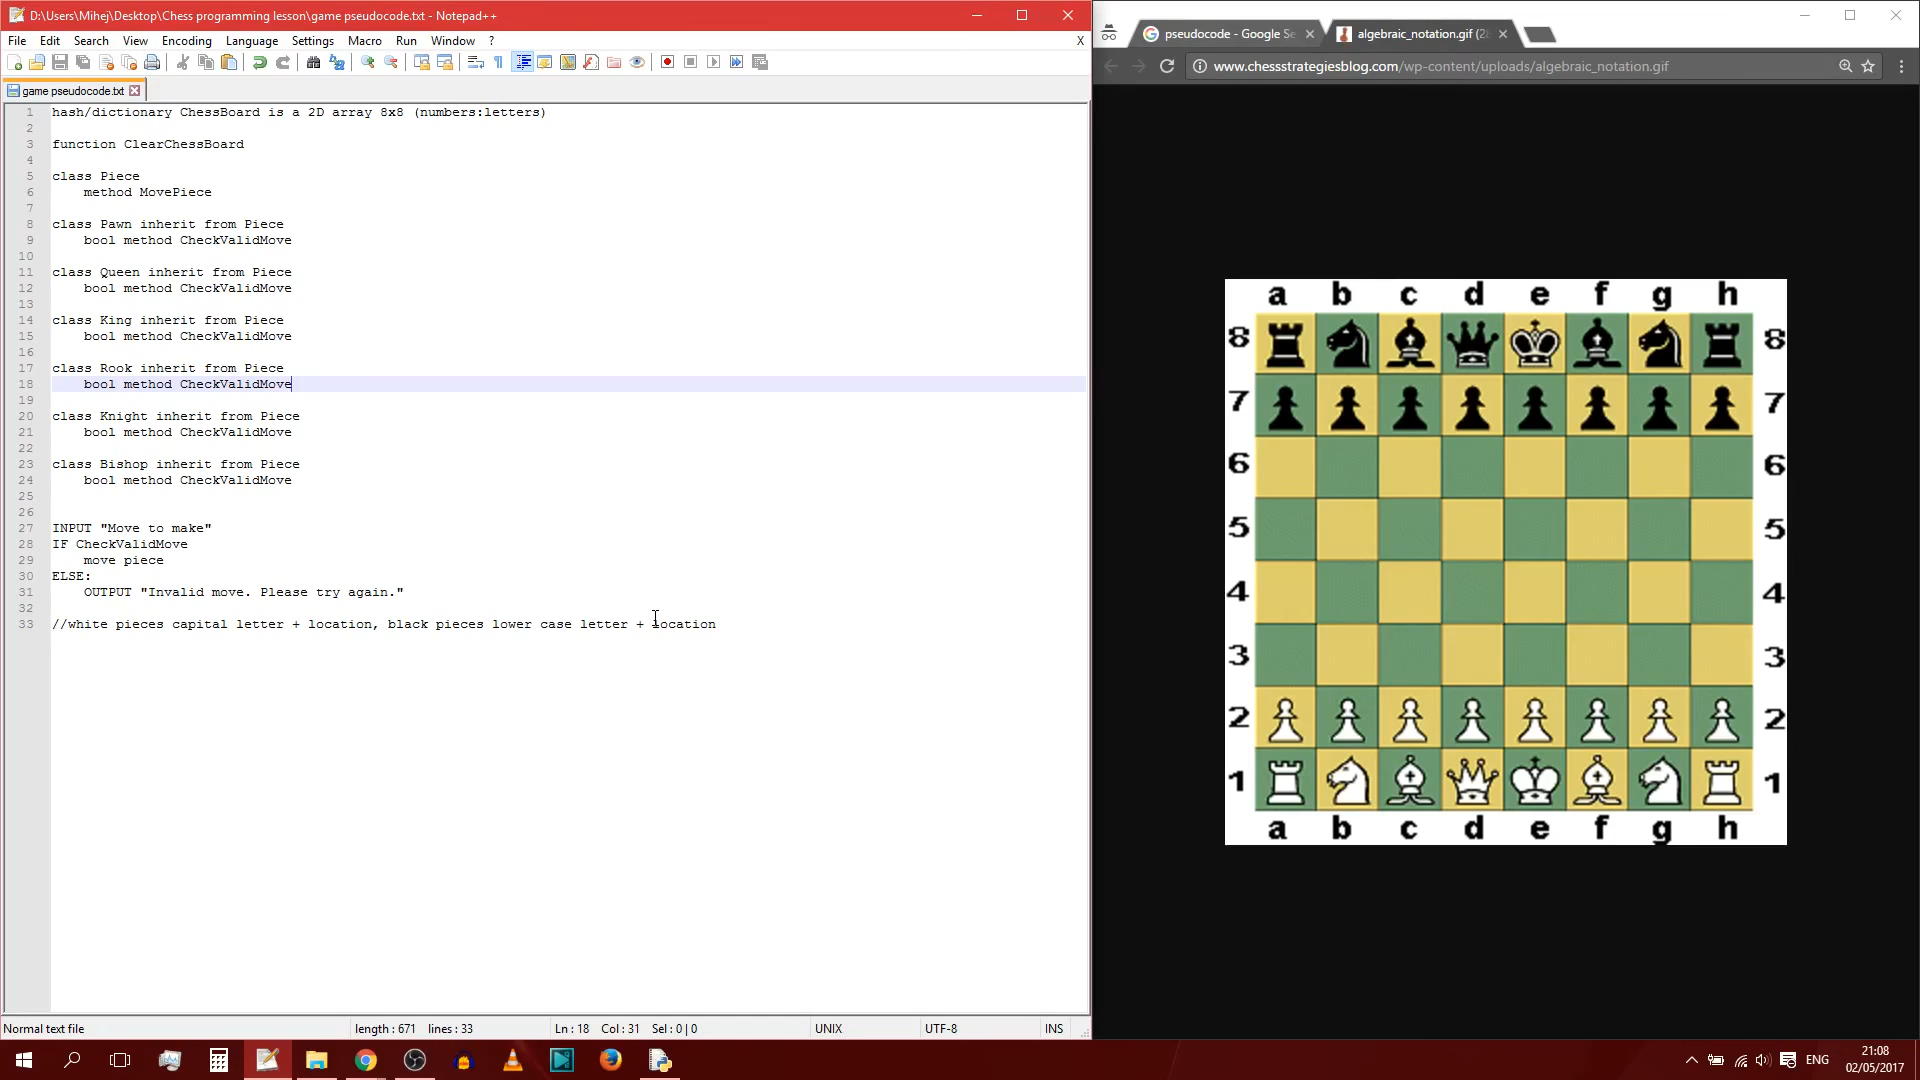 D:\Users\Mihej\Desktop\Chess programming lesson\game pseudocode.txt - Notepad++
File Edit Search View Encoding Language Settings Macro Run Window ? X
game pseudocode.txt
1 hash/dictionary ChessBoard is a 2D array 8x8 (numbers:letters)
2
3 function ClearChessBoard
4
5 class Piece
6 method MovePiece
7
8 class Pawn inherit from Piece
9 bool method CheckValidMove
10
11 class Queen inherit from Piece
12 bool method CheckValidMove
13
14 class King inherit from Piece
15 bool method CheckValidMove
16
17 class Rook inherit from Piece
18 bool method CheckValidMove
19
20 class Knight inherit from Piece
21 bool method CheckValidMove
22
23 class Bishop inherit from Piece
24 bool method CheckValidMove
25
26
27 INPUT "Move to make"
28 IF CheckValidMove
29 move piece
30 ELSE:
31 OUTPUT "Invalid move. Please try again."
32
33 //white pieces capital letter + location, black pieces lower case letter + location
Normal text file length : 671 lines : 33 Ln : 18 Col : 31 Sel : 0 | 0 UNIX UTF-8 INS
pseudocode - Google Se algebraic_notation.gif (28
www.chessstrategiesblog.com/wp-content/uploads/algebraic_notation.gif
a b c d e f g h
8 8
7 7
6 6
5 5
4 4
3 3
2 2
1 1
a b c d e f g h
ENG
21:08
02/05/2017